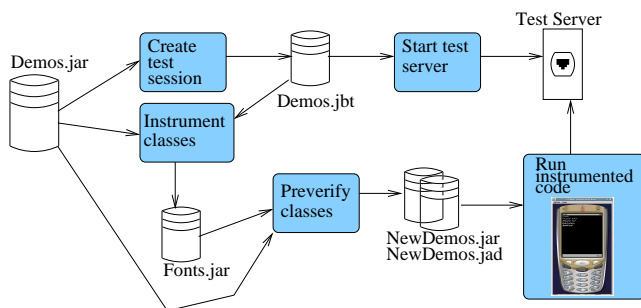 Test Server
Create
test
session
Start test
server
Demos.jar
Demos.jbt
Instrument
classes
Run
instrumented
code
Preverify
classes
NewDemos.jar
NewDemos.jad
Fonts.jar